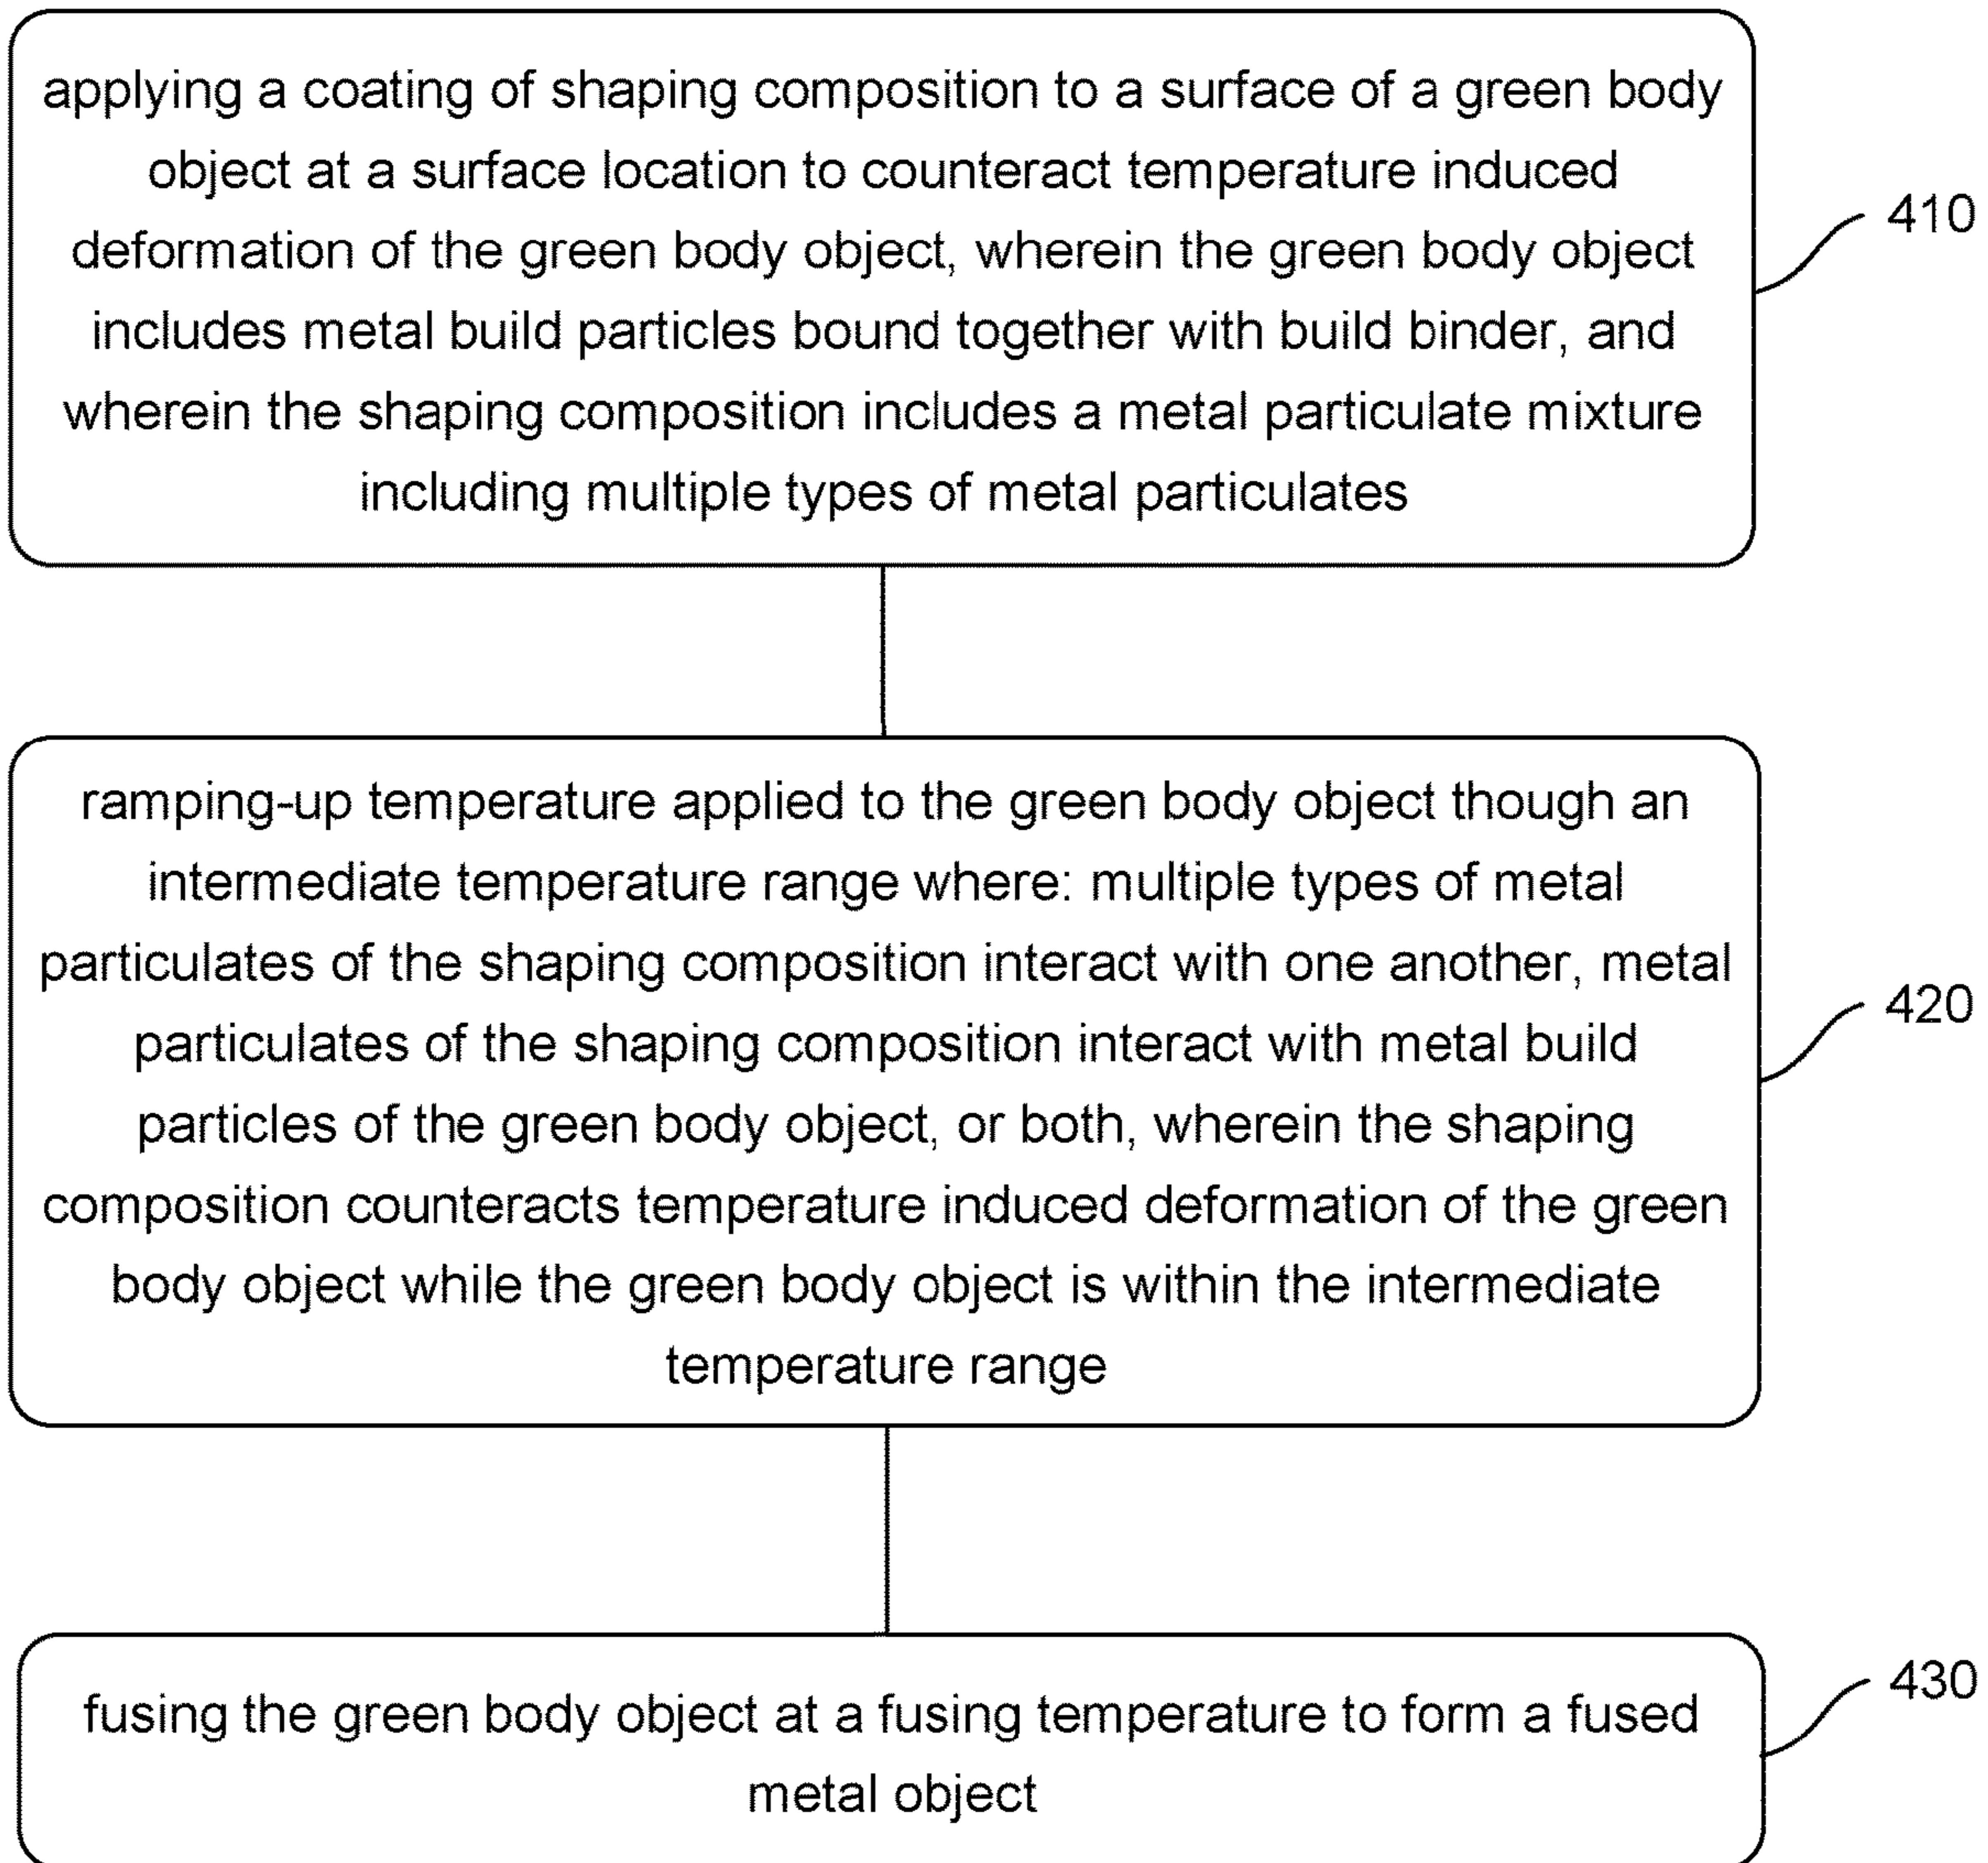 applying a coating of shaping composition to a surface of a green body
object at a surface location to counteract temperature induced
deformation of the green body object, wherein the green body object
includes metal build particles bound together with build binder, and
wherein the shaping composition includes a metal particulate mixture
including multiple types of metal particulates
410
ramping-up temperature applied to the green body object though an
intermediate temperature range where: multiple types of metal
particulates of the shaping composition interact with one another, metal
particulates of the shaping composition interact with metal build
particles of the green body object, or both, wherein the shaping
composition counteracts temperature induced deformation of the green
body object while the green body object is within the intermediate
temperature range
420
fusing the green body object at a fusing temperature to form a fused
metal object
430